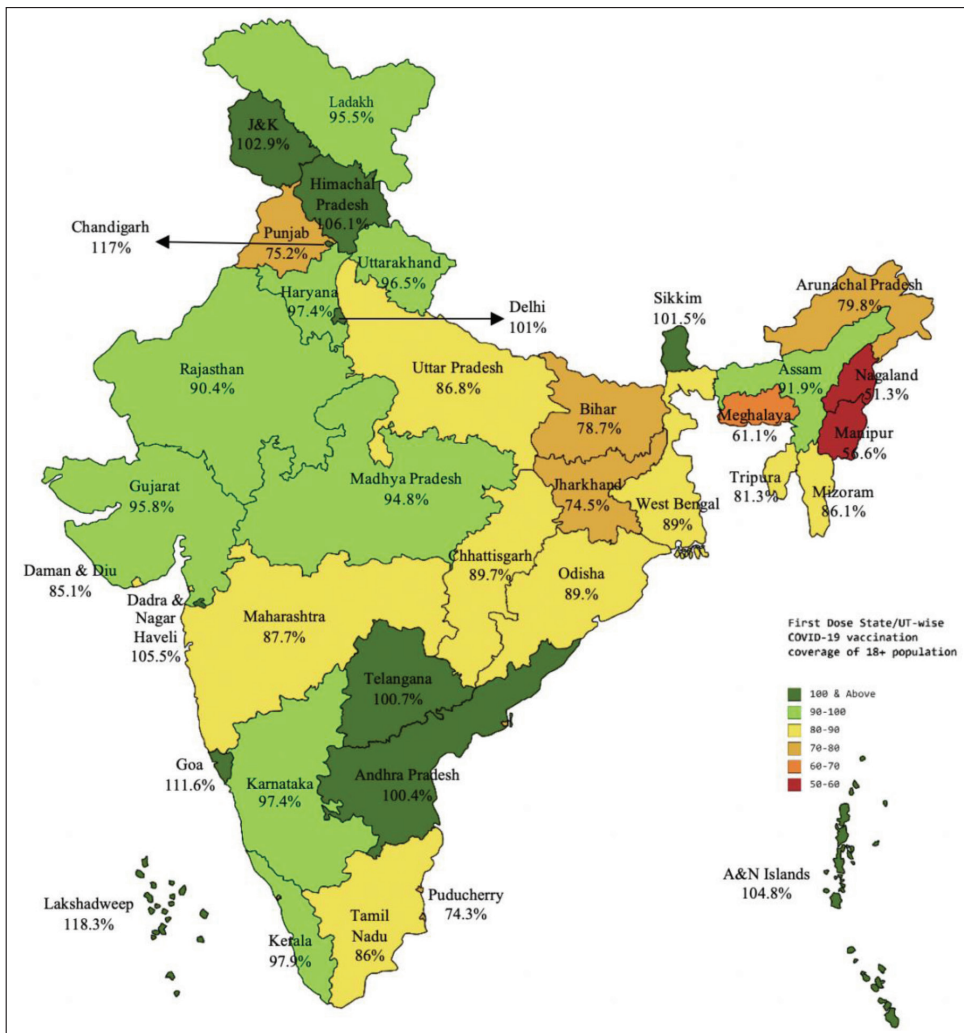 Ladakh
95.5%
J&K
102.9%
Himachal
Pradesh
106.1%
Chandigarh
117%
Punjab
75.2%
Uttarakhand
96.5%
Haryana
97.4%
Delhi
101%
Sikkim
101.5%
Arunachal Pradesh
79.8%
Rajasthan
90.4%
Uttar Pradesh
86.8%
Assam
91.9%
Nagaland
51.3%
Bihar
78.7%
Meghalaya
61.1%
Manipur
56.6%
Gujarat
95.8%
Madhya Pradesh
94.8%
Jharkhand
74.5%
West Bengal
89%
Tripura
81.3%
Mizoram
86.1%
Daman & Diu
85.1%
Dadra &
Nagar
Haveli
105.5%
Chhattisgarh
89.7%
Odisha
89.%
Maharashtra
87.7%
Telangana
100.7%
First Dose State/UT-wise
COVID-19 vaccination
coverage of 18+ population
100 & Above
90-100
80-90
70-80
60-70
50-60
Goa
111.6%
Karnataka
97.4%
Andhra Pradesh
100.4%
A&N Islands
104.8%
Lakshadweep
118.3%
Puducherry
74.3%
Kerala
97.9%
Tamil
Nadu
86%